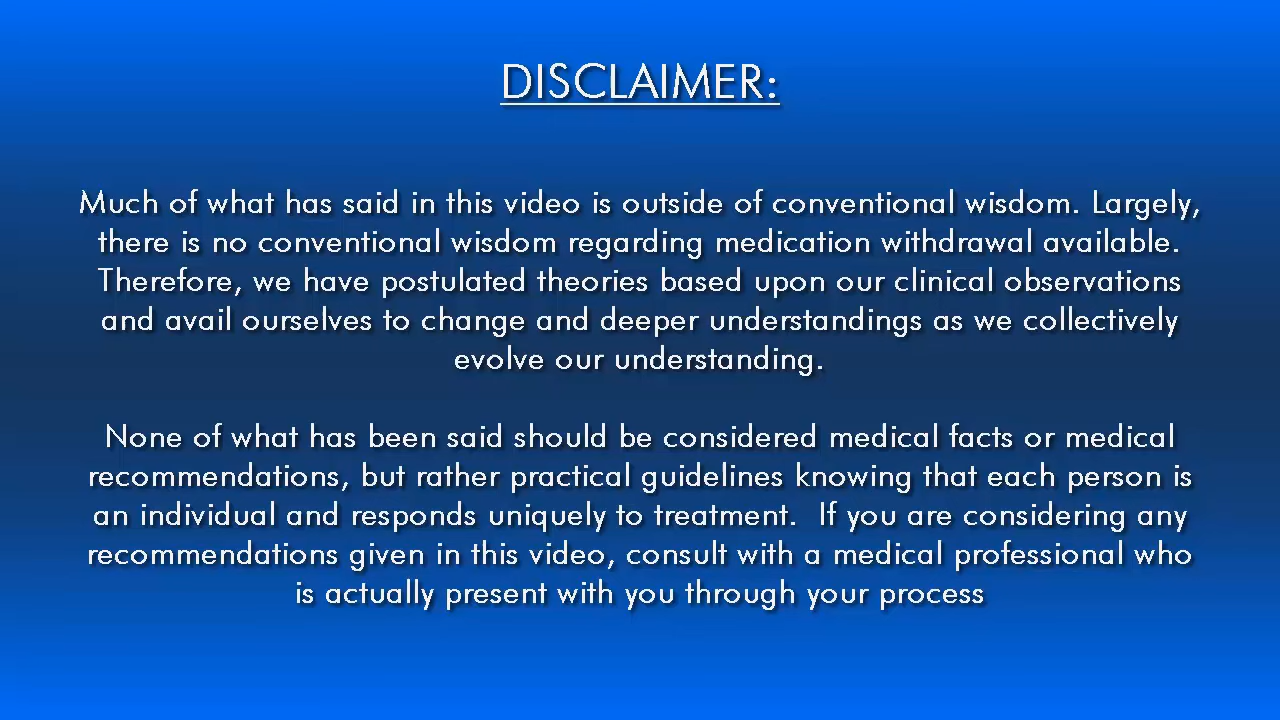 DISCLAIMER:
Much of what has said in this video is outside of conventional wisdom. Largely,
there is no conventional wisdom regarding medication withdrawal available.
Therefore, we have postulated theories based upon our clinical observations
and avail ourselves to change and deeper understandings as we collectively
evolve our understanding.
None of what has been said should be considered medical facts or medical
recommendations, but rather practical guidelines knowing that each person is
an individual and responds uniquely to treatment.  If you are considering any
recommendations given in this video, consult with a medical professional who
is actually present with you through your process